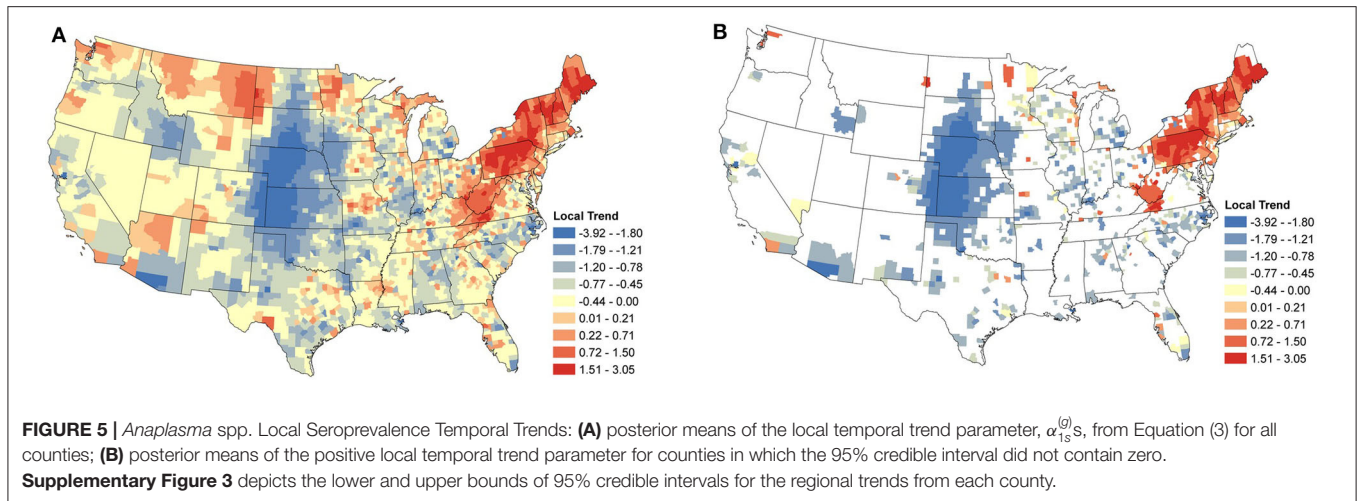 A
B
Local Trend
-3.92 - -1.80
-1.79 - -1.21
-1.20 - -0.78
-0.77 - -0.45
-0.44 - 0.00
0.01 - 0.21
0.22 - 0.71
0.72 - 1.50
1.51 - 3.05
Local Trend
-3.92 - -1.80
-1.79 - -1.21
-1.20 - -0.78
-0.77 - -0.45
-0.44 - 0.00
0.01 - 0.21
0.22 - 0.71
0.72 - 1.50
1.51 - 3.05
FIGURE 5 | Anaplasma spp. Local Seroprevalence Temporal Trends: (A) posterior means of the local temporal trend parameter, α₁ₛ⁽ᵍ⁾s, from Equation (3) for all
counties; (B) posterior means of the positive local temporal trend parameter for counties in which the 95% credible interval did not contain zero.
Supplementary Figure 3 depicts the lower and upper bounds of 95% credible intervals for the regional trends from each county.